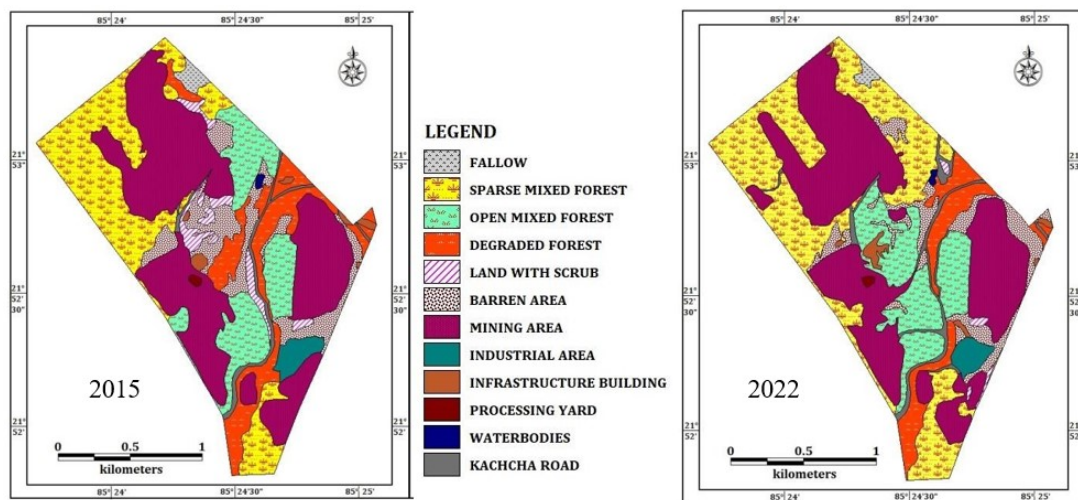 85° 24' 85° 24' 30" 85° 25'
21° 53'
21° 52' 30"
21° 52'
2015
0 0.5 1
kilometers
85° 24' 85° 24' 30" 85° 25'
LEGEND
FALLOW
SPARSE MIXED FOREST
OPEN MIXED FOREST
DEGRADED FOREST
LAND WITH SCRUB
BARREN AREA
MINING AREA
INDUSTRIAL AREA
INFRASTRUCTURE BUILDING
PROCESSING YARD
WATERBODIES
KACHCHA ROAD
85° 24' 85° 24' 30" 85° 25'
21° 53"
21° 52' 30"
21° 52'
2022
0 0.5 1
kilometers
85° 24' 85° 24' 30" 85° 25'